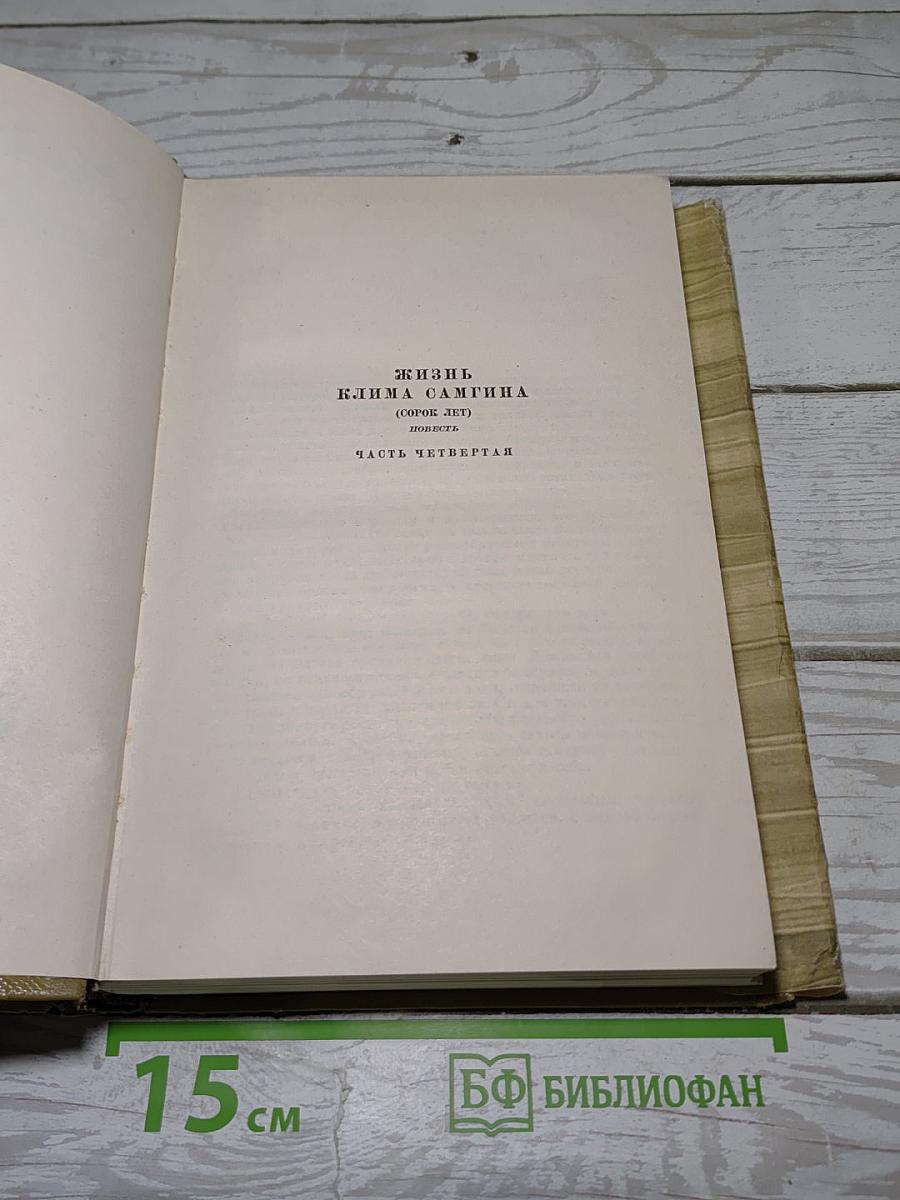 ЖИЗНЬ
КЛИМА САМГИНА
(СОРОК ЛЕТ)
ПОВЕСТЬ
ЧАСТЬ ЧЕТВЕРТАЯ
15 см
БФ БИБЛИОФАН